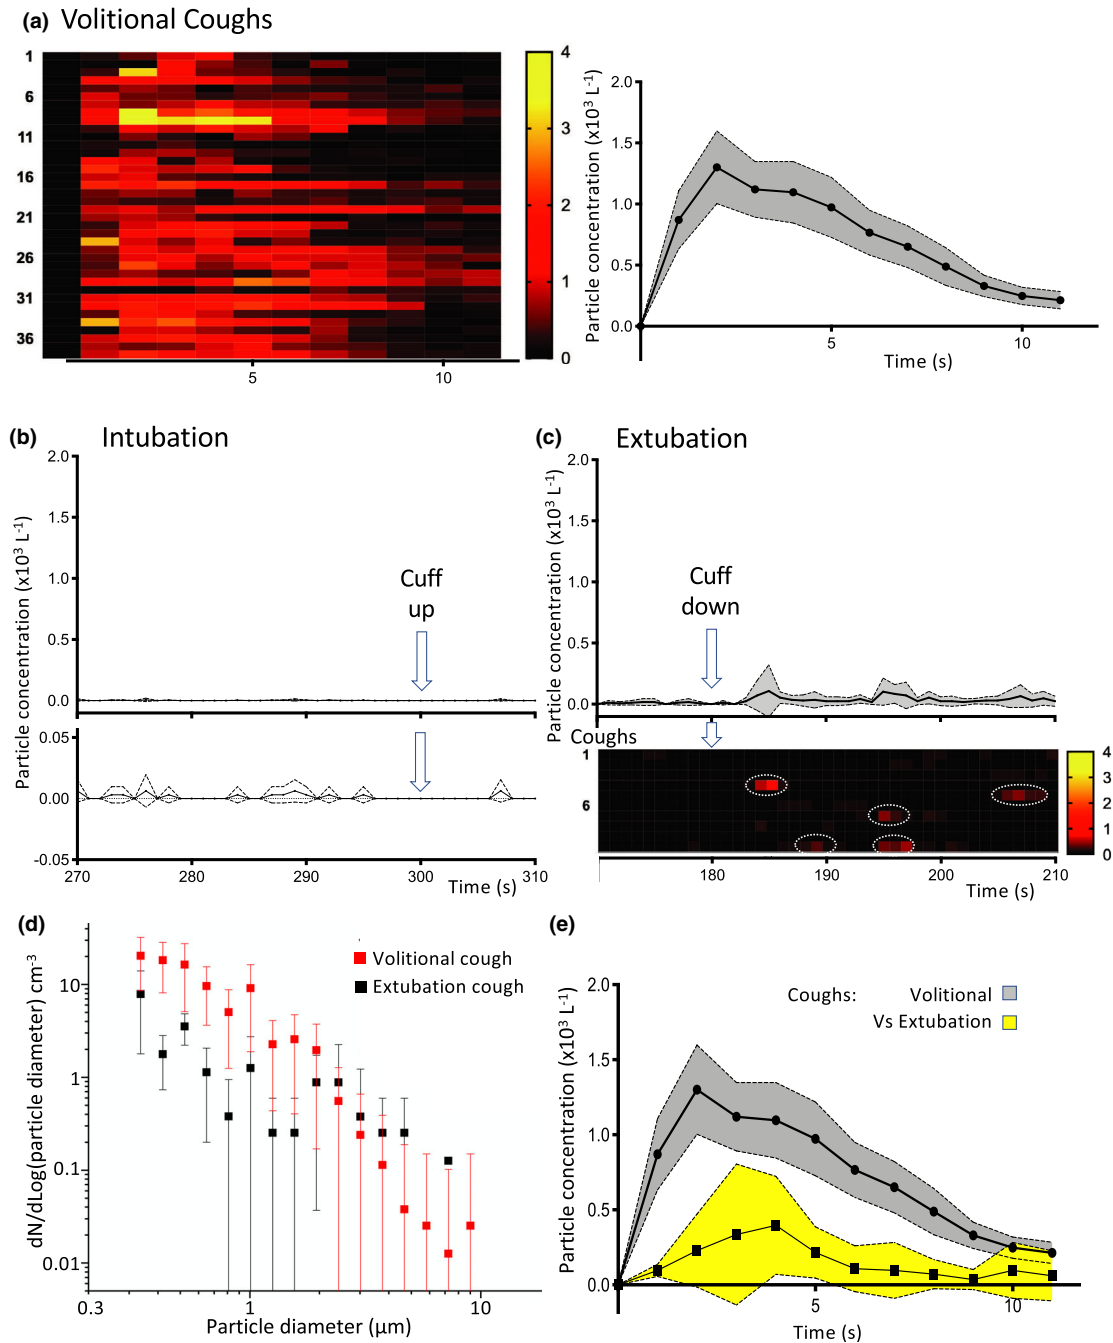 (a) Volitional Coughs
1
6
11
16
21
26
31
36
5
10
4
3
2
1
0
Particle concentration (x10³ L⁻¹)
2.0
1.5
1.0
0.5
0.0
5
10
Time (s)
(b) Intubation
Particle concentration (x10³ L⁻¹)
2.0
1.5
1.0
0.5
0.0
Cuff
up
0.05
0.00
-0.05
270
280
290
300
310
Time (s)
(c) Extubation
Particle concentration (x10³ L⁻¹)
2.0
1.5
1.0
0.5
0.0
Cuff
down
Coughs
1
6
4
3
2
1
0
180
190
200
210
Time (s)
(d)
dN/dLog(particle diameter) cm⁻³
10
1
0.1
0.01
Volitional cough
Extubation cough
0.3
1
10
Particle diameter (µm)
(e)
Particle concentration (x10³ L⁻¹)
2.0
1.5
1.0
0.5
0.0
Coughs: Volitional
Vs Extubation
5
10
Time (s)